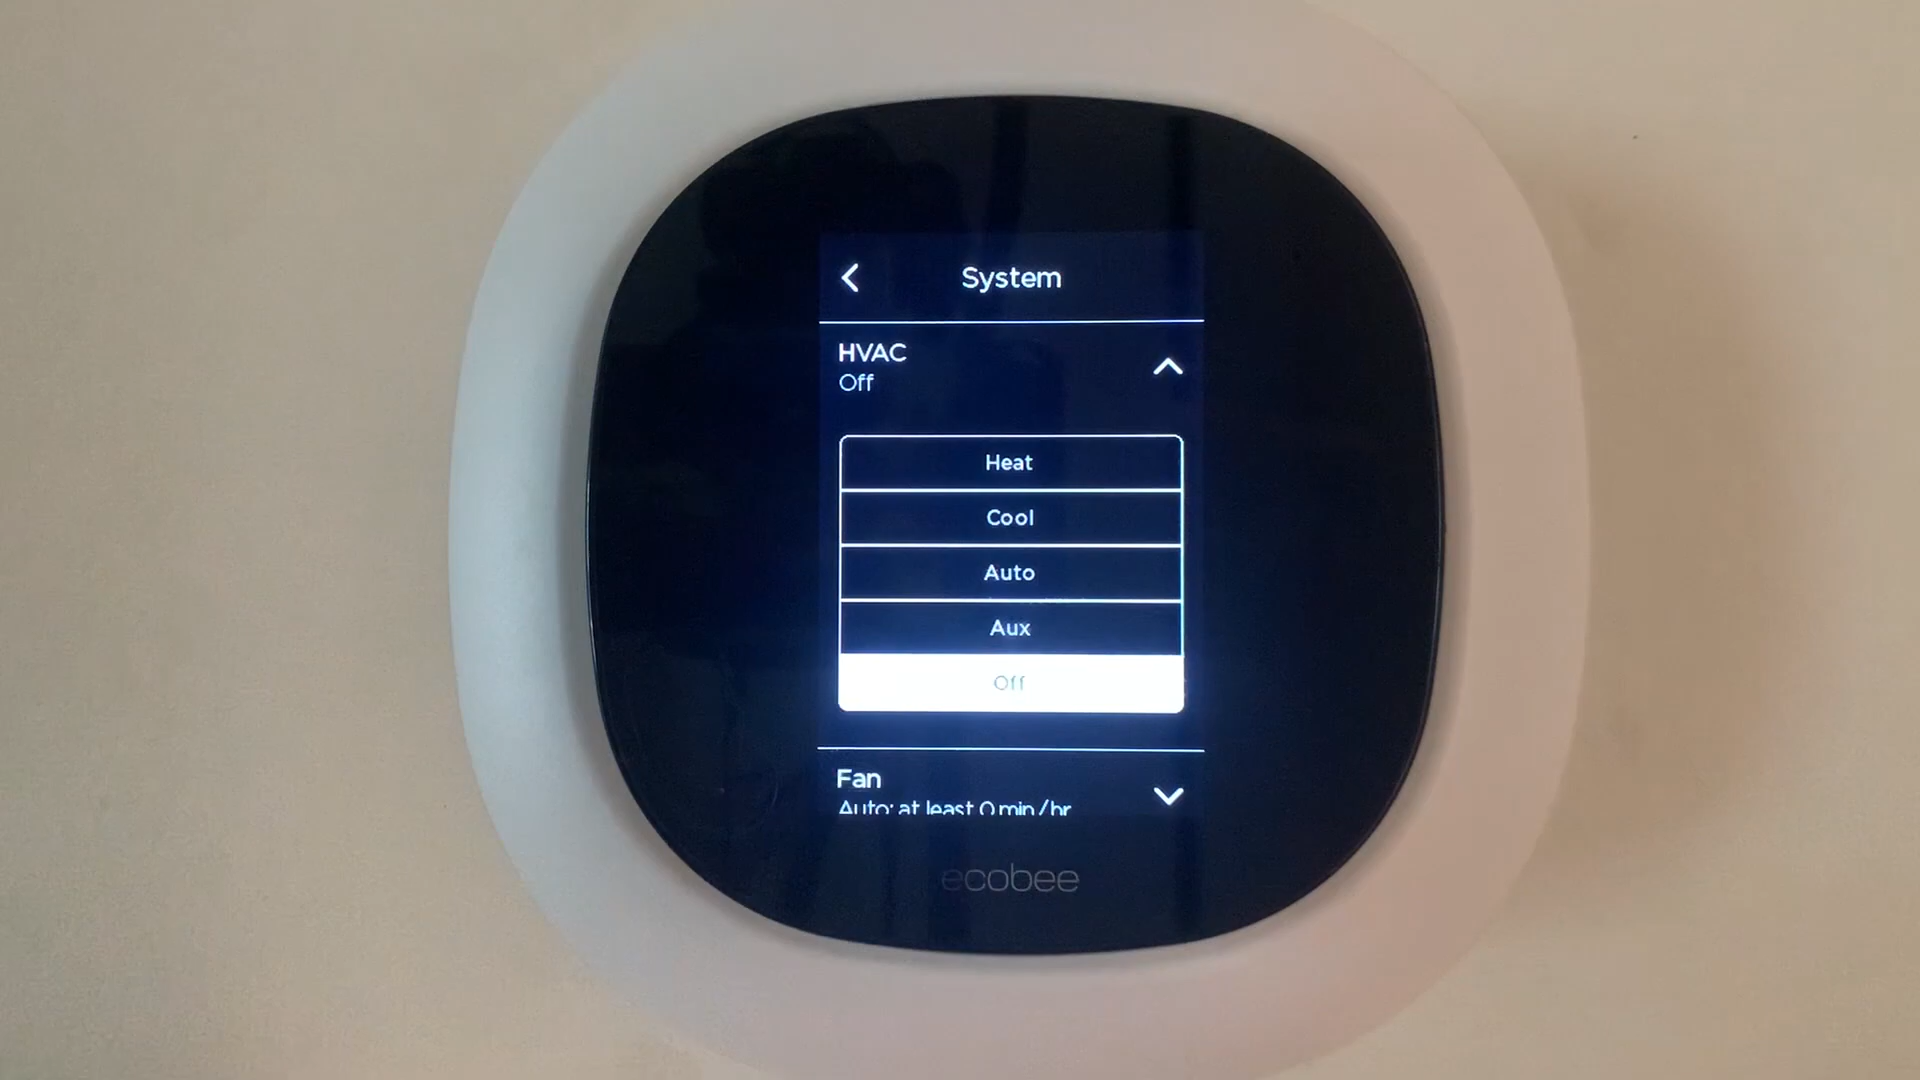 System
HVAC
Off
Heat
Cool
Auto
Aux
Off
Fan
Auto: at least 0 min/hr
ecobee